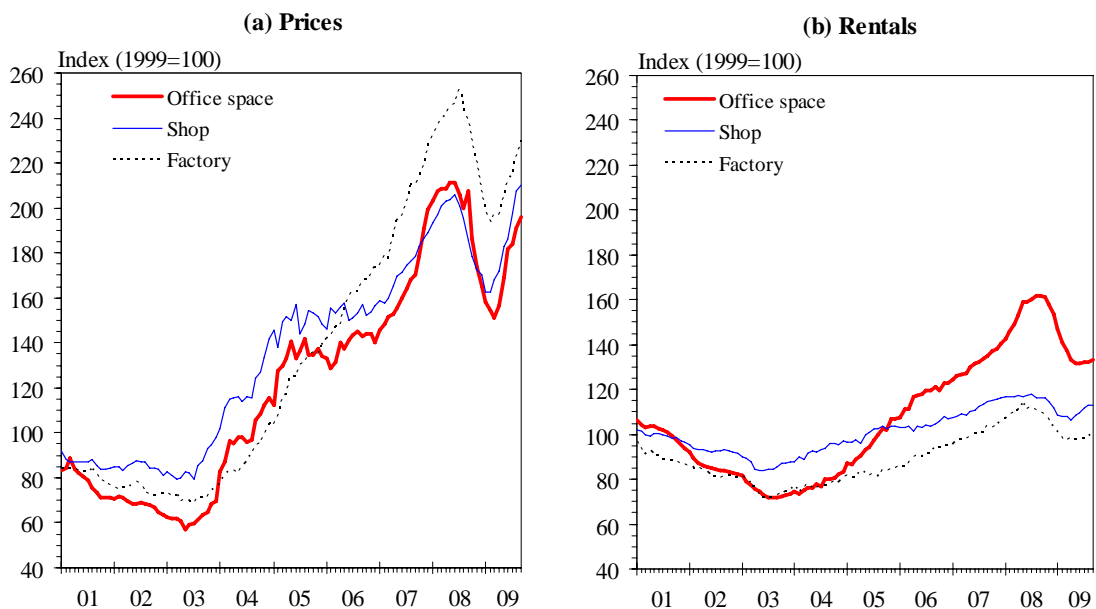 (a) Prices
Index (1999=100)
260
240
220
200
180
160
140
120
100
80
60
40
Office space
Shop
Factory
01 02 03 04 05 06 07 08 09
(b) Rentals
Index (1999=100)
260
240
220
200
180
160
140
120
100
80
60
40
Office space
Shop
Factory
01 02 03 04 05 06 07 08 09